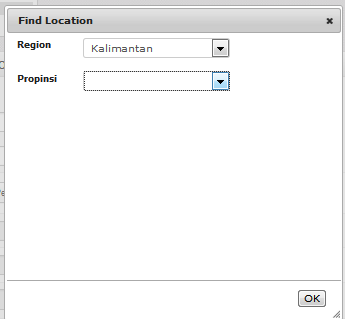 Find Location
Region Kalimantan
Propinsi
OK